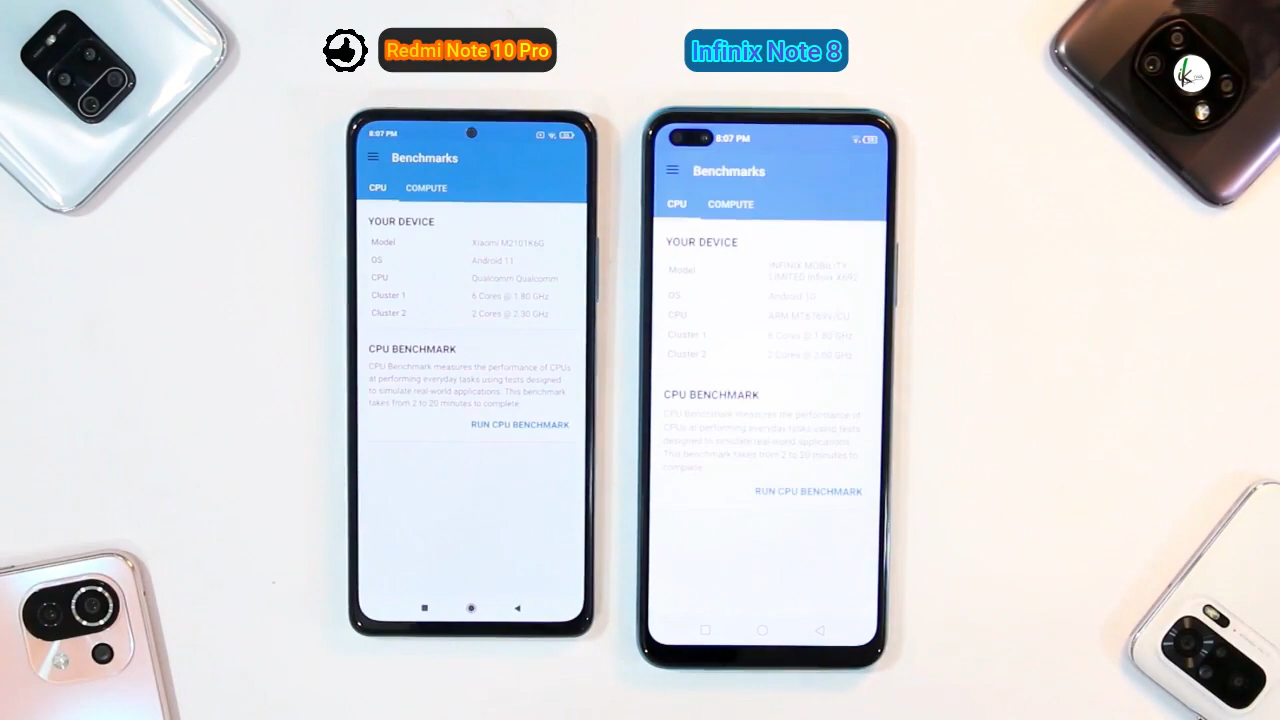 Redmi Note 10 Pro
Infinix Note 8
8:07 PM
Benchmarks
CPU COMPUTE
YOUR DEVICE
Model Xiaomi M2101K6G
OS Android 11
CPU Qualcomm Qualcomm
Cluster 1 6 Cores @ 1.80 GHz
Cluster 2 2 Cores @ 2.30 GHz
CPU BENCHMARK
CPU Benchmark measures the performance of CPUs
at performing everyday tasks using tests designed
to simulate real-world applications. This benchmark
takes from 2 to 20 minutes to complete
RUN CPU BENCHMARK
8:07 PM
Benchmarks
CPU COMPUTE
YOUR DEVICE
Model INFINIX MOBILITY
LIMITED Infinix X692
OS Android 10
CPU ARM MT6769V/CU
Cluster 1 6 Cores @ 1.80 GHz
Cluster 2 2 Cores @ 2.00 GHz
CPU BENCHMARK
CPU Benchmark measures the performance of
CPUs at performing everyday tasks using tests
designed to simulate real-world applications.
This benchmark takes from 2 to 20 minutes to
complete
RUN CPU BENCHMARK